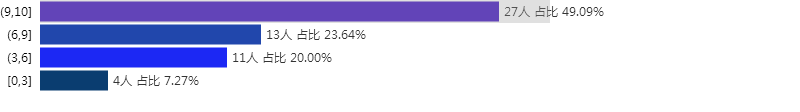 (9,10] 27人 占比 49.09%
(6,9] 13人 占比 23.64%
(3,6] 11人 占比 20.00%
[0,3] 4人 占比 7.27%